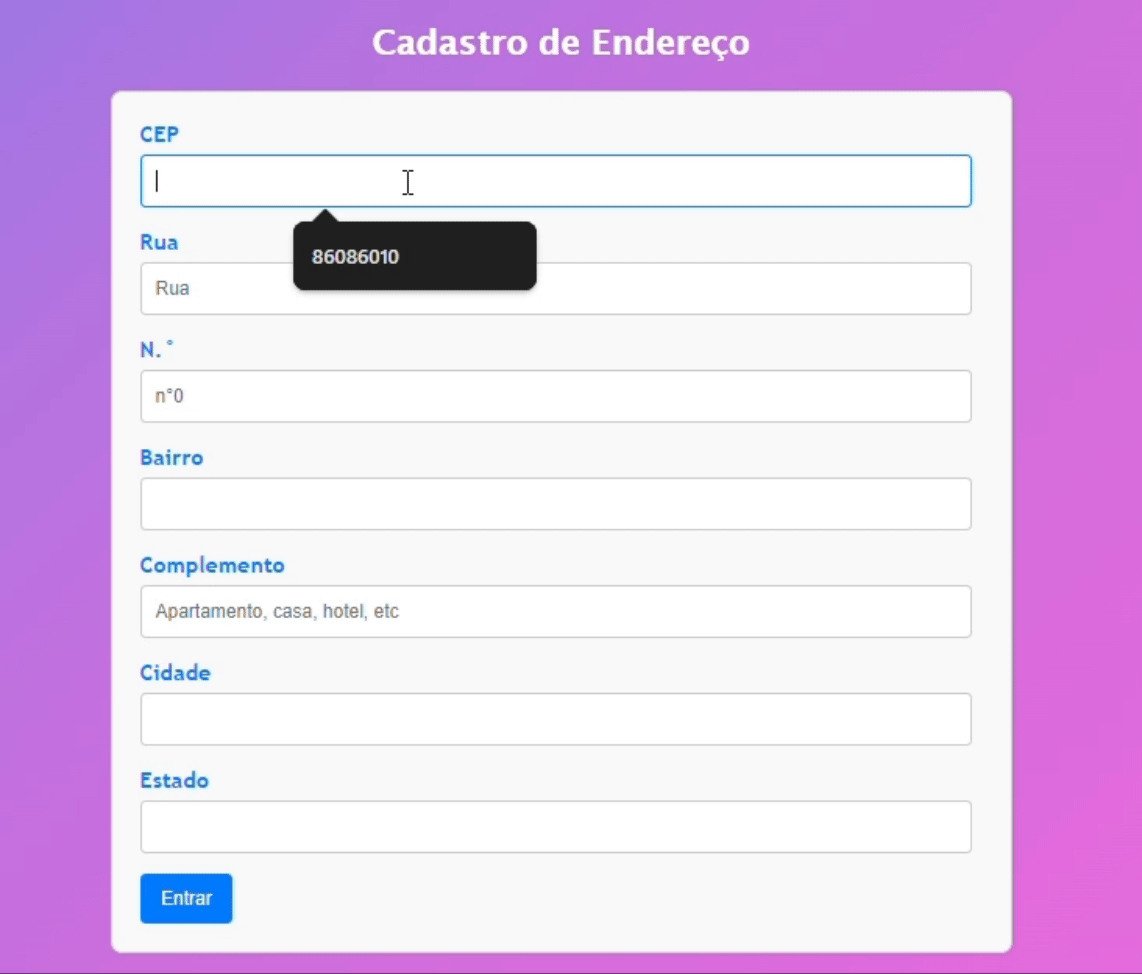 Cadastro de Endereço
CEP
86086010
Rua
Rua
N. °
n°0
Bairro
Complemento
Apartamento, casa, hotel, etc
Cidade
Estado
Entrar